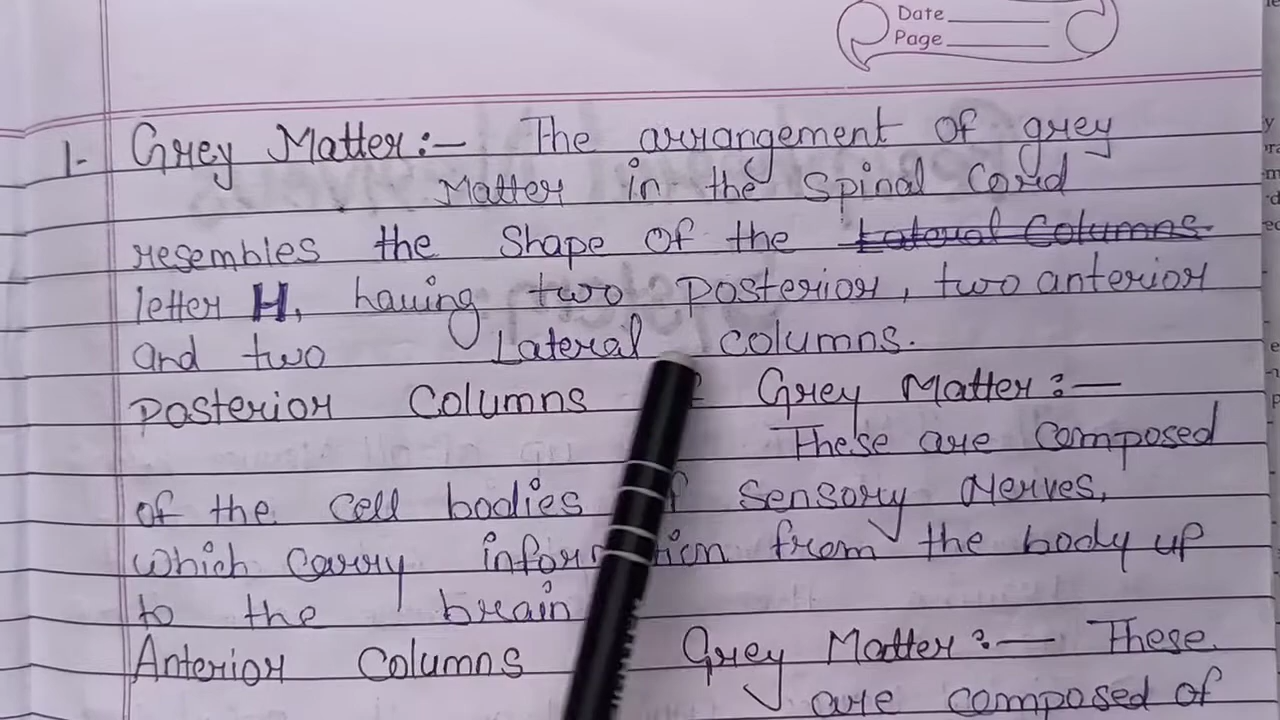 Date
Page
1- Grey Matter:- The arrangement of grey
Matter in the Spinal Cord
resembles the Shape of the Lateral Columns
letter H, having two Posterior, two anterior
and two Lateral columns.
Posterior Columns Grey Matter:-
These are composed
of the cell bodies sensory nerves,
which carry information from the body up
to the brain
Anterior Columns Grey Matter:- These
are composed of